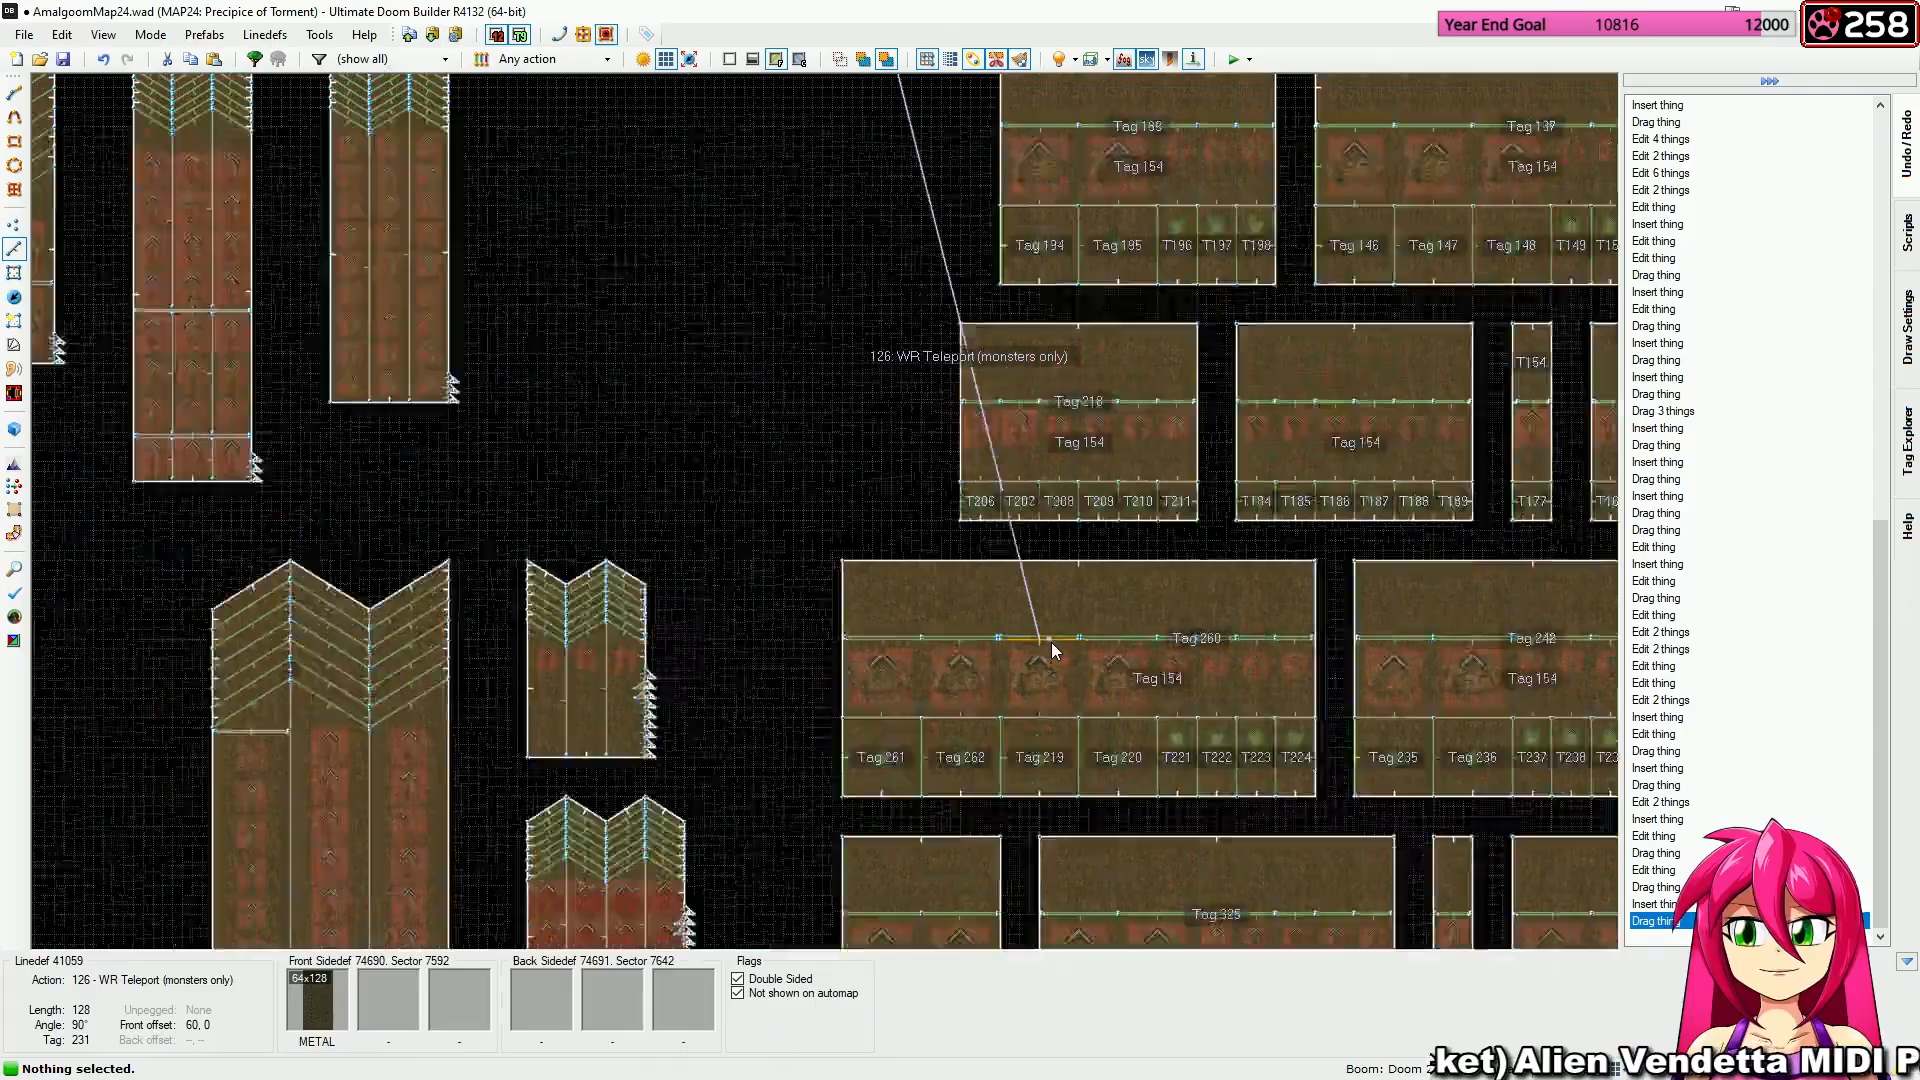 AmalgoomMap24.wad (MAP24: Precipice of Torment) - Ultimate Doom Builder R4132 (64-bit)
Year End Goal 10816 12000
258
File Edit View Mode Prefabs Linedefs Tools Help
(show all) Any action
Tag 154
Tag 154
Tag 194 Tag 195 T196 T197 T198 Tag 146 Tag 147 Tag 148 T149
126: WR Teleport (monsters only)
T154
Tag 218
Tag 154 Tag 154
T206 T207 T208 T209 T210 T211 T184 T185 T186 T187 T188 T189 T177
Tag 260 Tag 242
Tag 154 Tag 154
Tag 261 Tag 262 Tag 219 Tag 220 T221 T222 T223 T224 Tag 235 Tag 236 T237 T238
Tag 325
Insert thing
Drag thing
Edit 4 things
Edit 2 things
Edit 6 things
Edit 2 things
Edit thing
Insert thing
Edit thing
Edit thing
Drag thing
Insert thing
Edit thing
Drag thing
Insert thing
Drag thing
Insert thing
Drag thing
Drag 3 things
Insert thing
Drag thing
Insert thing
Drag thing
Insert thing
Drag thing
Drag thing
Edit thing
Insert thing
Edit thing
Drag thing
Edit thing
Edit 2 things
Edit 2 things
Edit thing
Edit thing
Edit 2 things
Insert thing
Edit thing
Drag thing
Insert thing
Drag thing
Edit 2 things
Insert thing
Edit thing
Drag thing
Edit thing
Drag thing
Insert thin
Drag thin
Undo / Redo
Scripts
Draw Settings
Tag Explorer
Help
Linedef 41059
Action: 126 - WR Teleport (monsters only)
Length: 128 Unpegged: None
Angle: 90° Front offset: 60, 0
Tag: 231 Back offset: --, --
Front Sidedef 74690. Sector 7592
64x128
METAL - -
Back Sidedef 74691. Sector 7642
- - -
Flags
Double Sided
Not shown on automap
Nothing selected.
Boom: Doom 2
ket) Alien Vendetta MIDI P